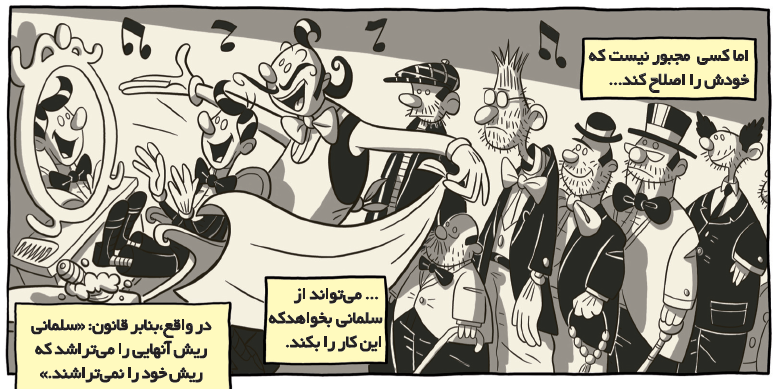 اما کسی مجبور نیست که
خودش را اصلاح کند...
... می‌تواند از
سلمانی بخواهدکه
این کار را بکند.
در واقع،بنابر قانون: «سلمانی
ریش آنهایی را می‌تراشد که
ریش خود را نمی‌تراشند.»